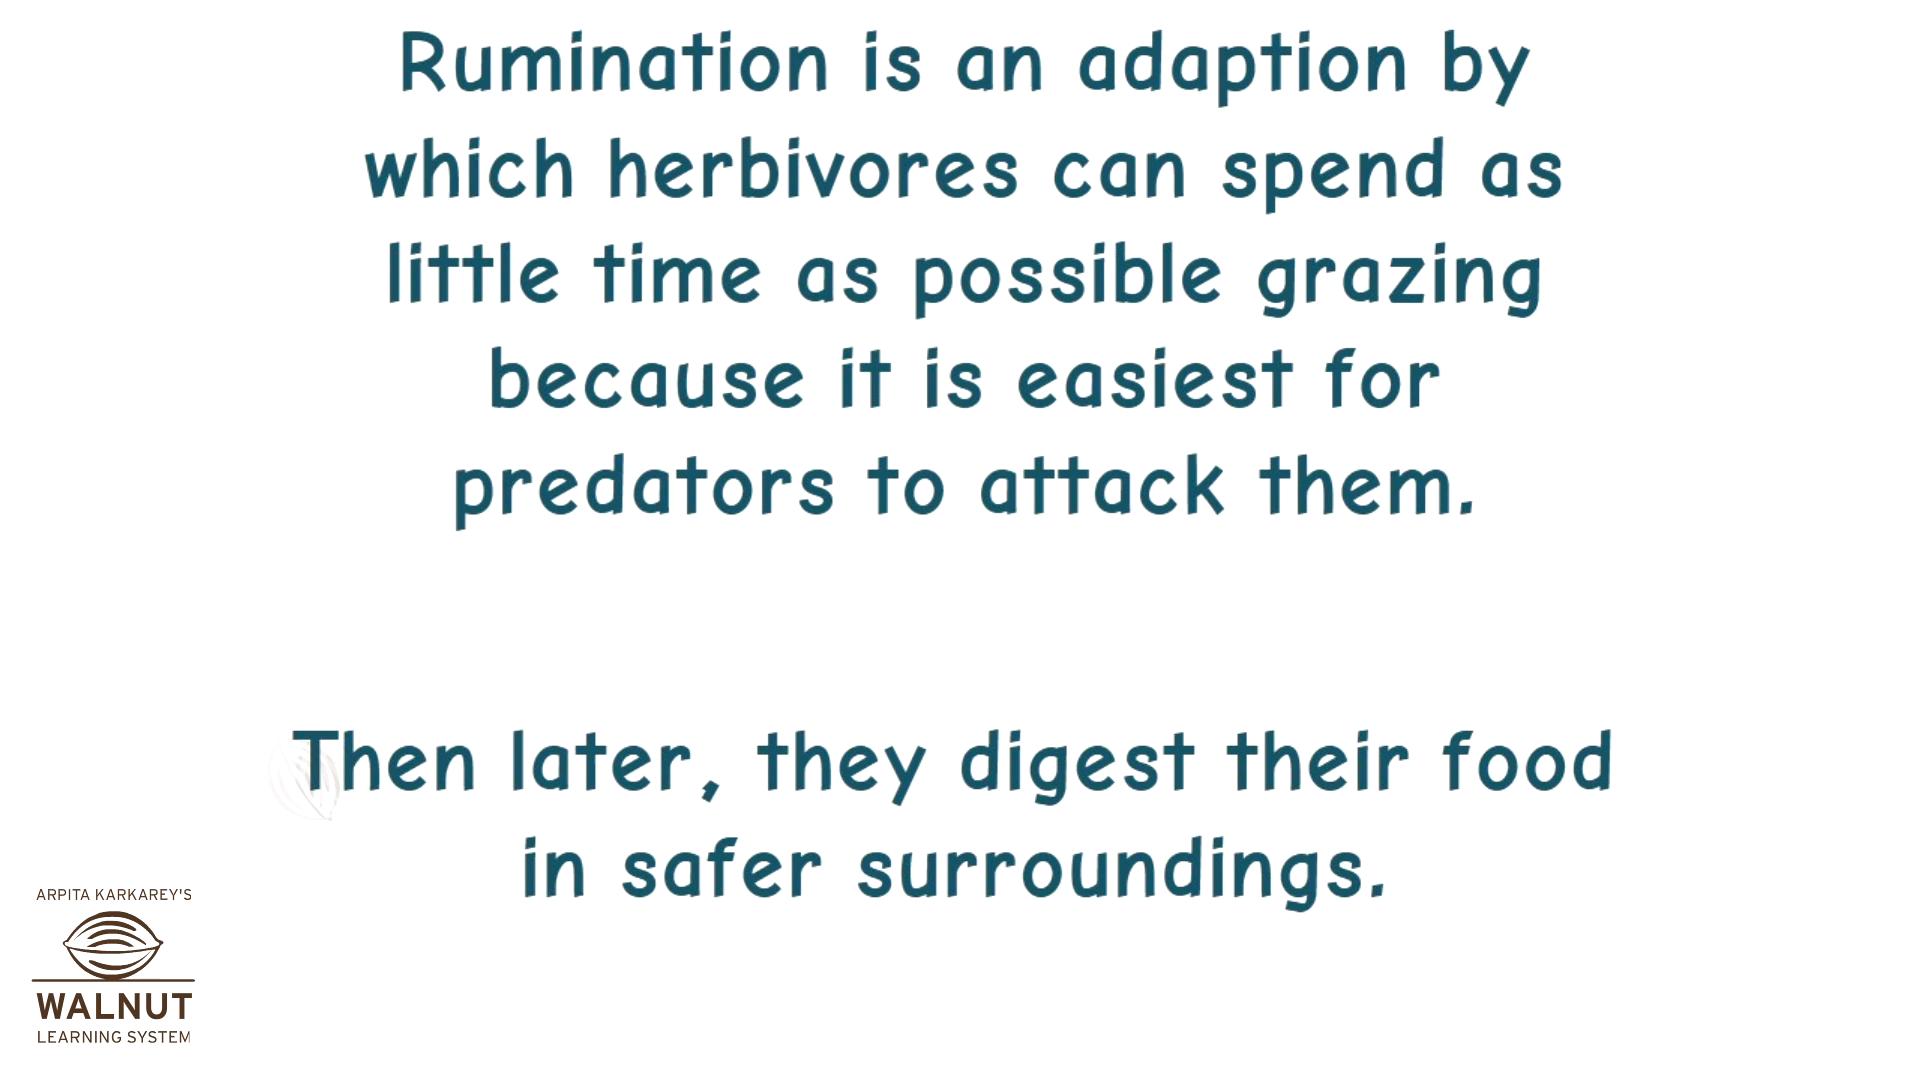 Rumination is an adaption by
which herbivores can spend as
little time as possible grazing
because it is easiest for
predators to attack them.
Then later, they digest their food
in safer surroundings.
ARPITA KARKAREY'S
WALNUT
LEARNING SYSTEM